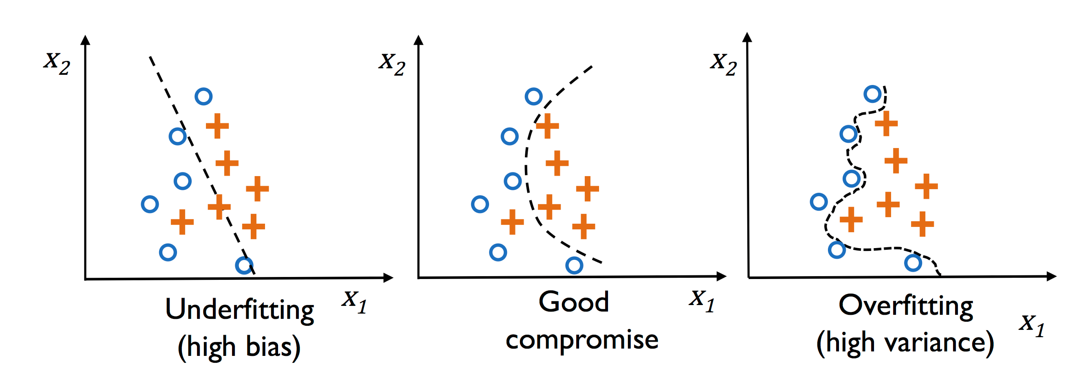 x2
x1
Underfitting
(high bias)
x2
x1
Good
compromise
x2
x1
Overfitting
(high variance)